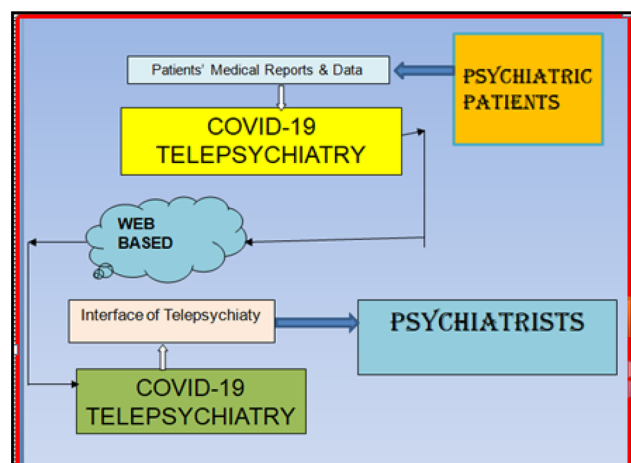 Patients' Medical Reports & Data
PSYCHIATRIC
PATIENTS
COVID-19
TELEPSYCHIATRY
WEB
BASED
Interface of Telepsychiaty
PSYCHIATRISTS
COVID-19
TELEPSYCHIATRY